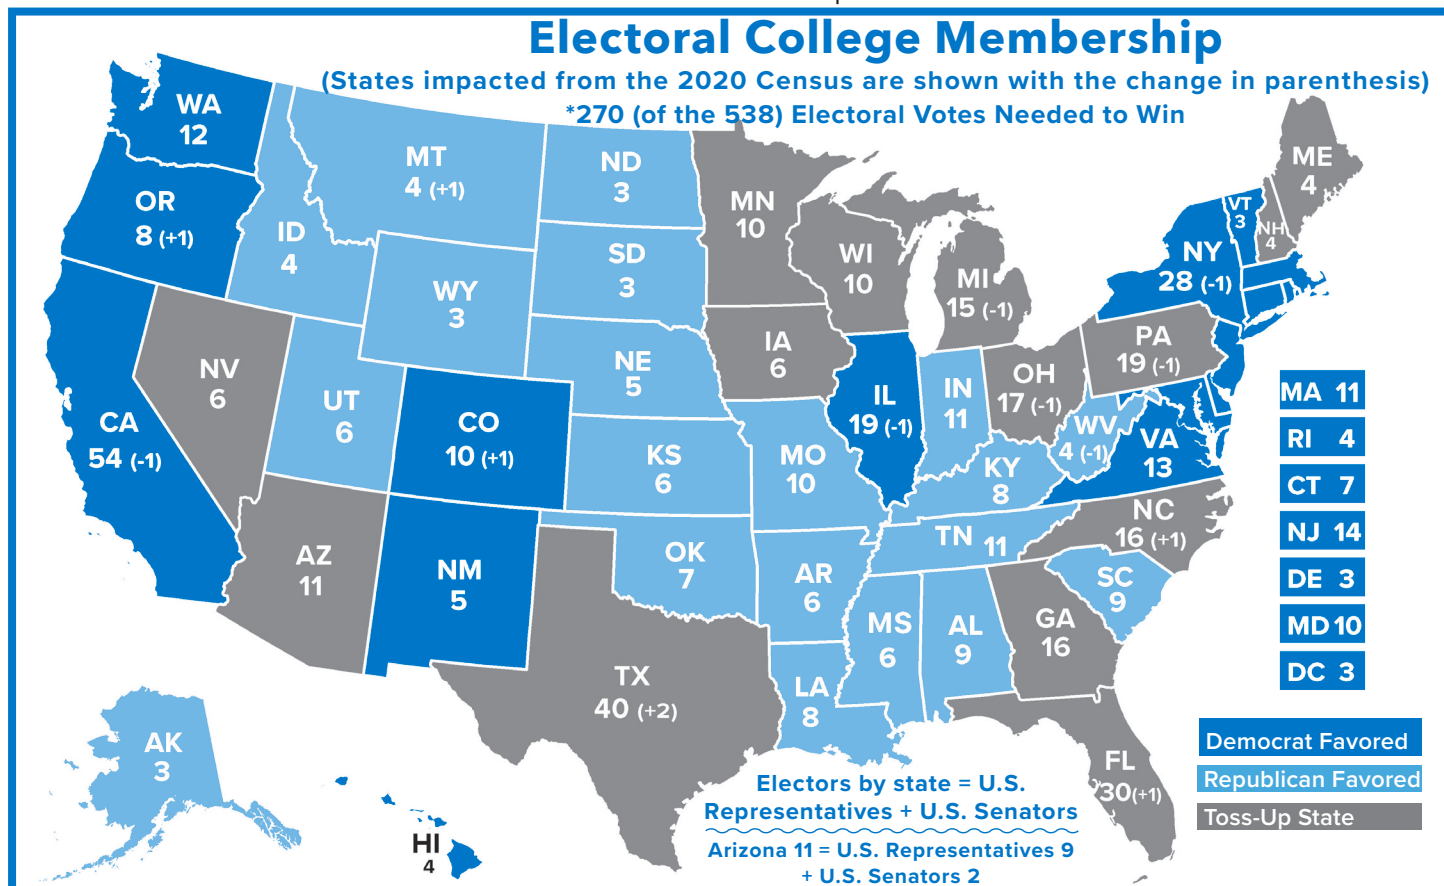 Electoral College Membership
(States impacted from the 2020 Census are shown with the change in parenthesis)
*270 (of the 538) Electoral Votes Needed to Win
WA
12
OR
8 (+1)
CA
54 (-1)
NV
6
ID
4
MT
4 (+1)
WY
3
UT
6
CO
10 (+1)
AZ
11
NM
5
ND
3
SD
3
NE
5
KS
6
OK
7
TX
40 (+2)
MN
10
IA
6
MO
10
AR
6
LA
8
WI
10
IL
19 (-1)
MI
15 (-1)
IN
11
OH
17 (-1)
KY
8
TN 11
MS
6
AL
9
GA
16
FL
30(+1)
SC
9
NC
16 (+1)
VA
13
WV
4 (-1)
PA
19 (-1)
NY
28 (-1)
VT
3
NH
4
ME
4
MA 11
RI 4
CT 7
NJ 14
DE 3
MD 10
DC 3
AK
3
HI
4
Democrat Favored
Republican Favored
Toss-Up State
Electors by state = U.S.
Representatives + U.S. Senators
Arizona 11 = U.S. Representatives 9
+ U.S. Senators 2